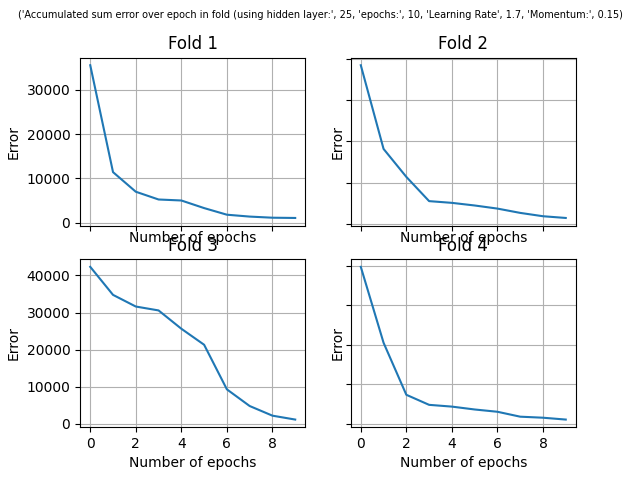 ('Accumulated sum error over epoch in fold (using hidden layer:', 25, 'epochs:', 10, 'Learning Rate', 1.7, 'Momentum:', 0.15)
Fold 1
Fold 2
30000
20000
10000
0
Error
Error
Number of epochs
Number of epochs
Fold 3
Fold 4
40000
30000
20000
10000
0
Error
Error
0 2 4 6 8
0 2 4 6 8
Number of epochs
Number of epochs